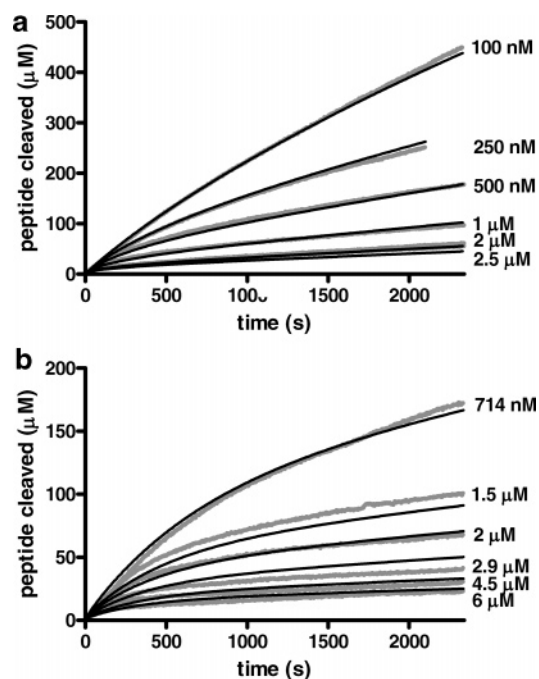 a
500
400
300
200
100
0
peptide cleaved (µM)
100 nM
250 nM
500 nM
1 µM
2 µM
2.5 µM
0 500 1000 1500 2000
time (s)
b
200
150
100
50
0
peptide cleaved (µM)
714 nM
1.5 µM
2 µM
2.9 µM
4.5 µM
6 µM
0 500 1000 1500 2000
time (s)